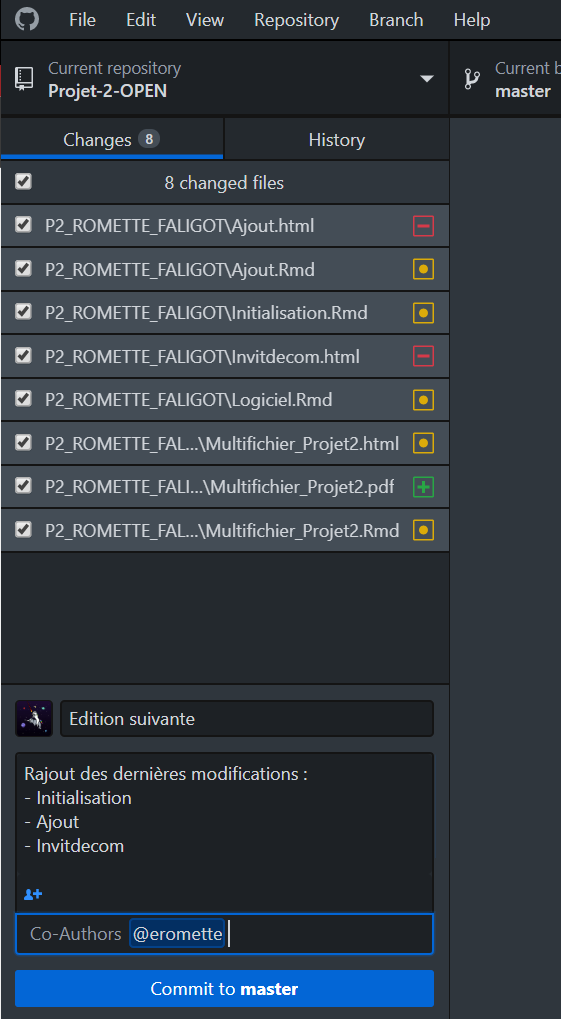 File Edit View Repository Branch Help
Current repository
Projet-2-OPEN
Current b
master
Changes 8
History
8 changed files
P2_ROMETTE_FALIGOT\Ajout.html
P2_ROMETTE_FALIGOT\Ajout.Rmd
P2_ROMETTE_FALIGOT\Initialisation.Rmd
P2_ROMETTE_FALIGOT\Invitdecom.html
P2_ROMETTE_FALIGOT\Logiciel.Rmd
P2_ROMETTE_FAL...\Multifichier_Projet2.html
P2_ROMETTE_FALI...\Multifichier_Projet2.pdf
P2_ROMETTE_FAL...\Multifichier_Projet2.Rmd
Edition suivante
Rajout des dernières modifications :
- Initialisation
- Ajout
- Invitdecom
Co-Authors @eromette
Commit to master